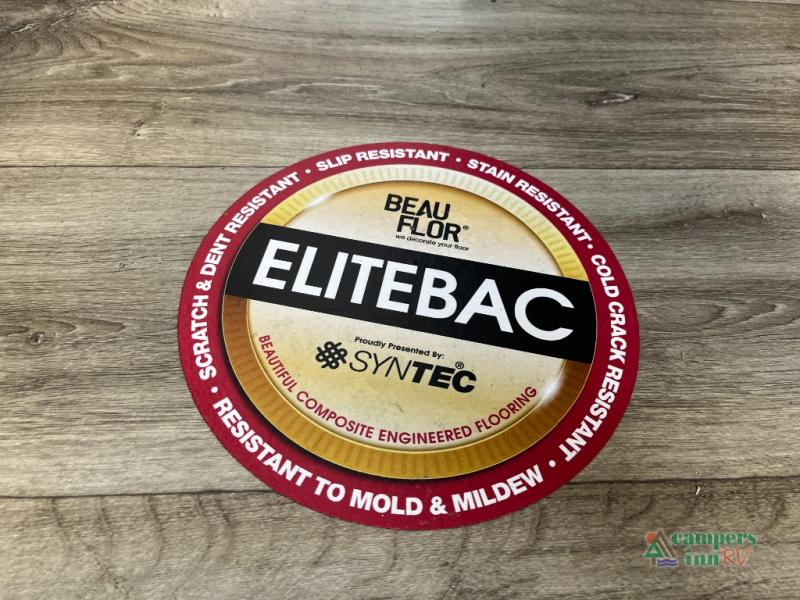 SCRATCH & DENT RESISTANT • SLIP RESISTANT • STAIN RESISTANT • COLD CRACK RESISTANT •
BEAU
FLOR®
we decorate your floor
ELITEBAC
Proudly Presented By:
SYNTEC®
BEAUTIFUL COMPOSITE ENGINEERED FLOORING
• RESISTANT TO MOLD & MILDEW
campers
inn RV